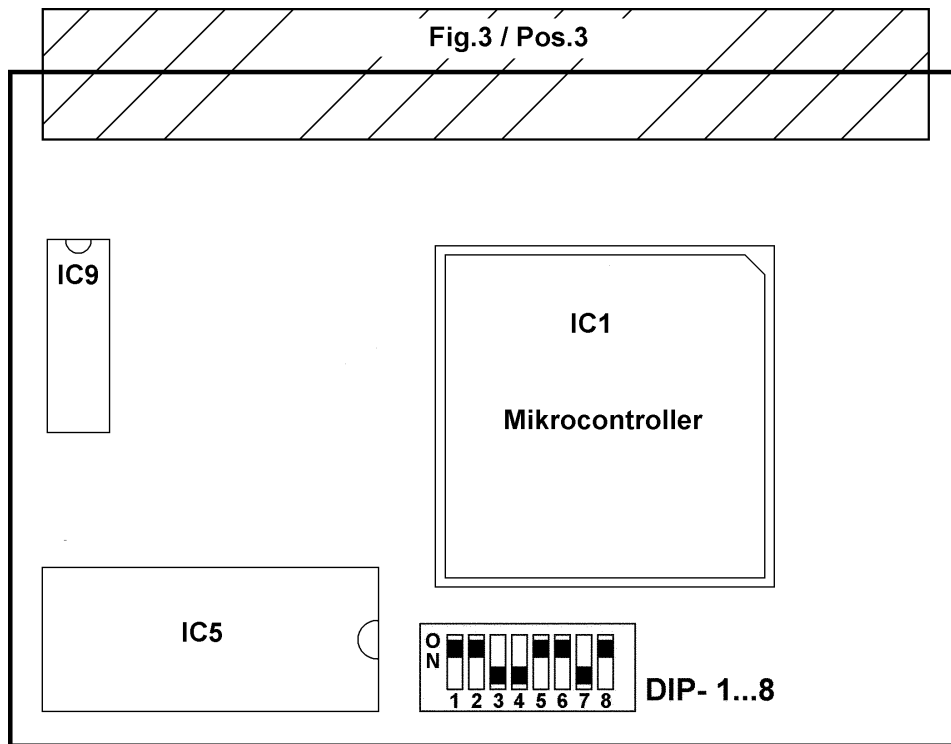 Fig.3 / Pos.3
IC9
IC1
Mikrocontroller
IC5
ON
1 2 3 4 5 6 7 8
DIP- 1...8